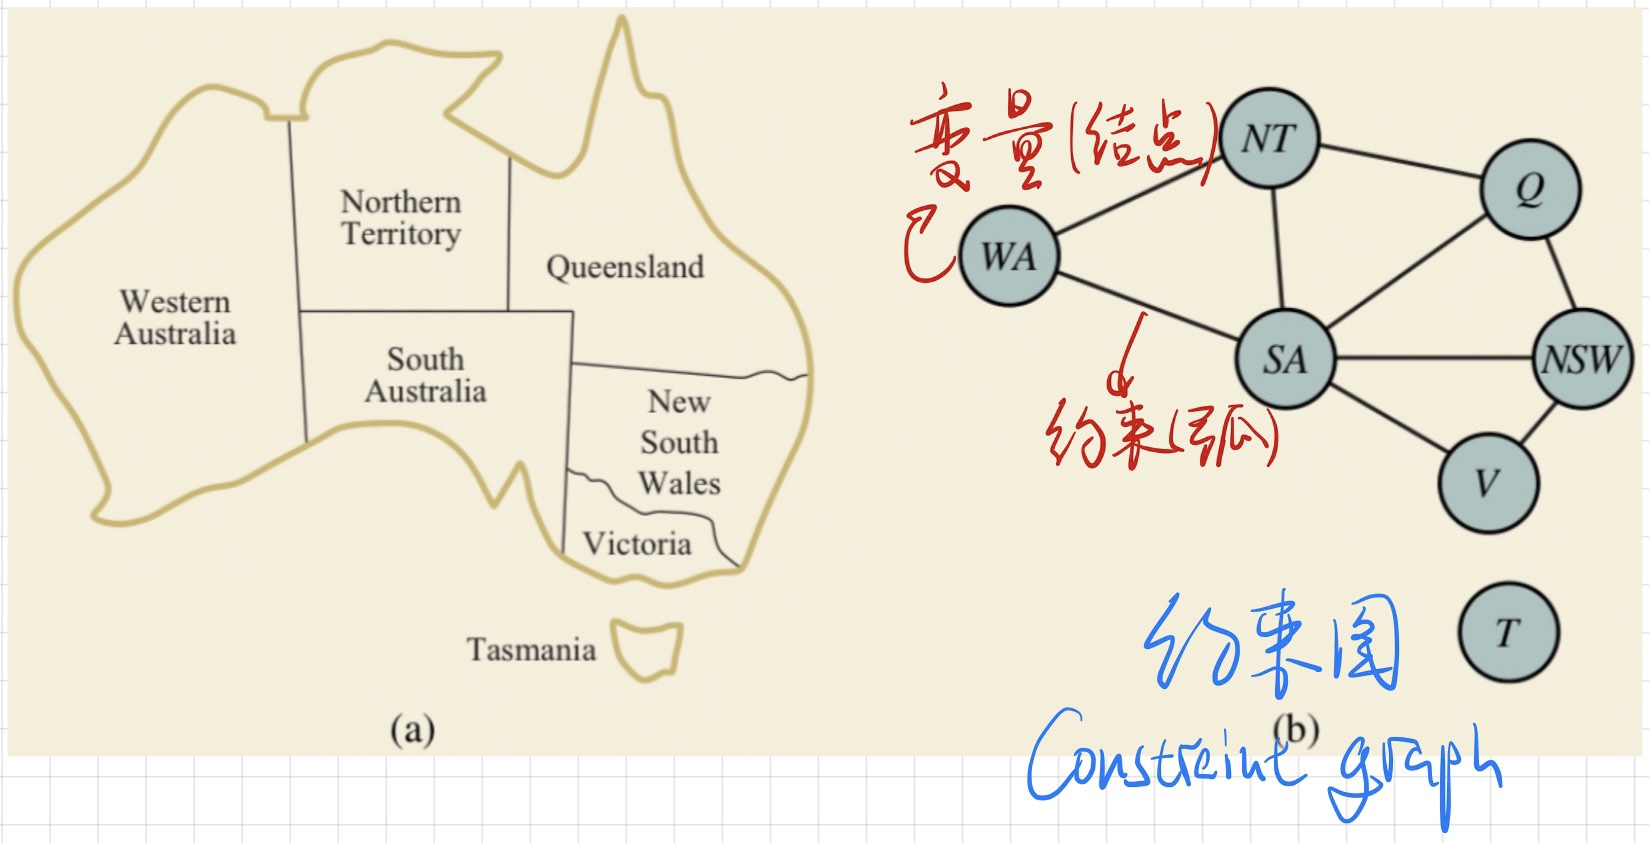 Northern
Territory
Queensland
Western
Australia
South
Australia
New
South
Wales
Victoria
Tasmania
(a)
变量(结点)
NT
Q
WA
SA
NSW
约束(弧)
V
T
约束图
(b)
Constraint graph